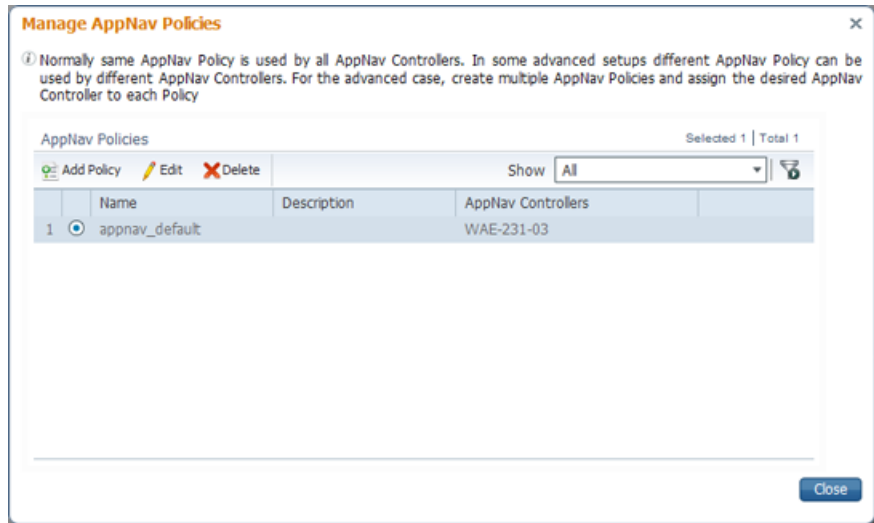 Manage AppNav Policies
Normally same AppNav Policy is used by all AppNav Controllers. In some advanced setups different AppNav Policy can be
used by different AppNav Controllers. For the advanced case, create multiple AppNav Policies and assign the desired AppNav
Controller to each Policy
AppNav Policies Selected 1 | Total 1
Add Policy Edit Delete Show All
Name Description AppNav Controllers
1 appnav_default WAE-231-03
Close